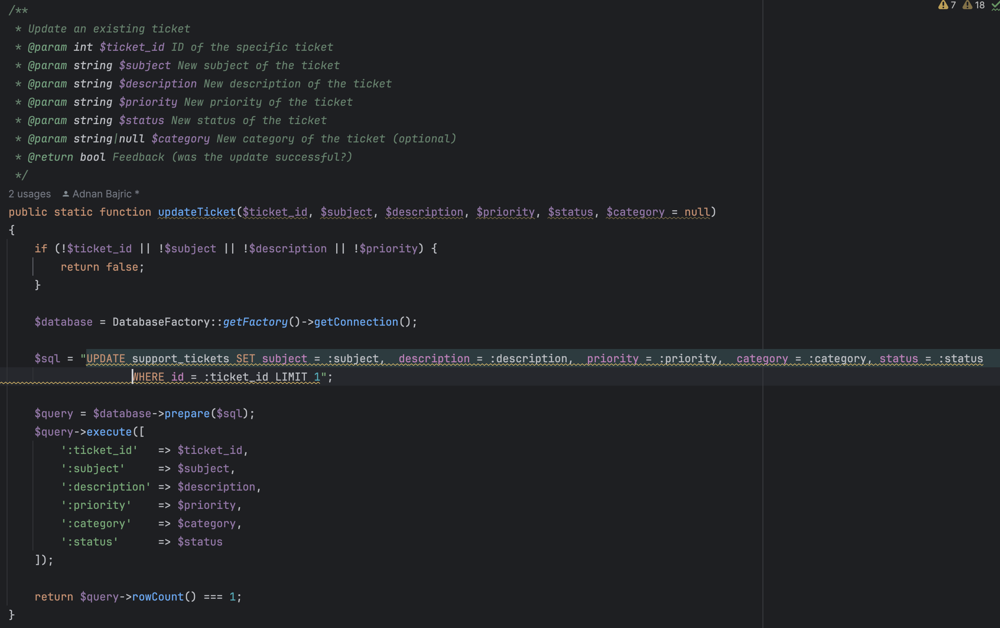 /**
 * Update an existing ticket
 * @param int $ticket_id ID of the specific ticket
 * @param string $subject New subject of the ticket
 * @param string $description New description of the ticket
 * @param string $priority New priority of the ticket
 * @param string $status New status of the ticket
 * @param string|null $category New category of the ticket (optional)
 * @return bool Feedback (was the update successful?)
 */
7 18
2 usages Adnan Bajric *
public static function updateTicket($ticket_id, $subject, $description, $priority, $status, $category = null)
{
    if (!$ticket_id || !$subject || !$description || !$priority) {
        return false;
    }
    $database = DatabaseFactory::getFactory()->getConnection();
    $sql = "UPDATE support_tickets SET subject = :subject,  description = :description,  priority = :priority,  category = :category, status = :status
                   WHERE id = :ticket_id LIMIT 1";
    $query = $database->prepare($sql);
    $query->execute([
        ':ticket_id'   => $ticket_id,
        ':subject'     => $subject,
        ':description' => $description,
        ':priority'    => $priority,
        ':category'    => $category,
        ':status'      => $status
    ]);
    return $query->rowCount() === 1;
}